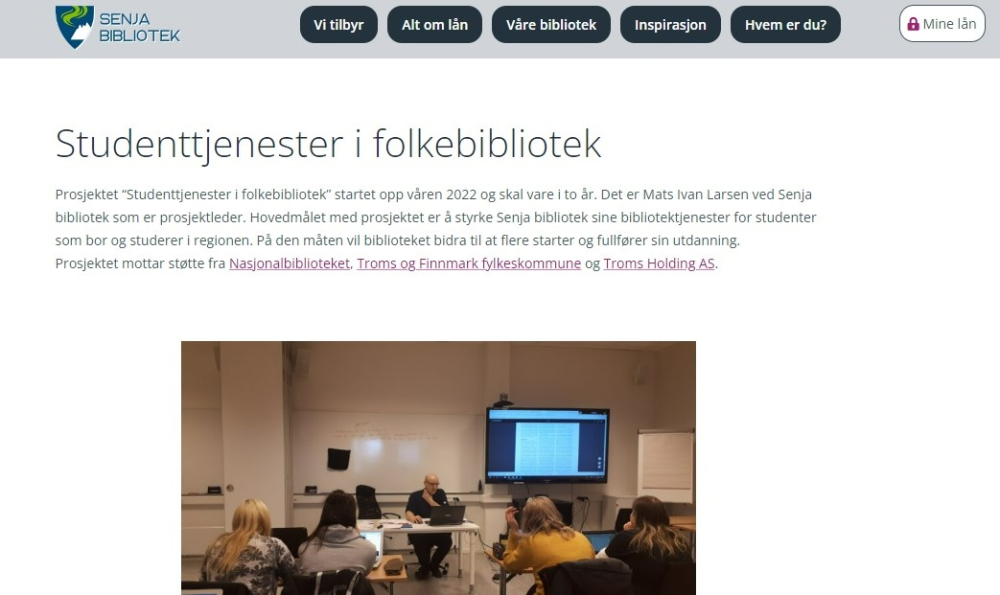 SENJA
BIBLIOTEK
Vi tilbyr
Alt om lån
Våre bibliotek
Inspirasjon
Hvem er du?
Mine lån
Studenttjenester i folkebibliotek
Prosjektet “Studenttjenester i folkebibliotek” startet opp våren 2022 og skal vare i to år. Det er Mats Ivan Larsen ved Senja
bibliotek som er prosjektleder. Hovedmålet med prosjektet er å styrke Senja bibliotek sine bibliotektjenester for studenter
som bor og studerer i regionen. På den måten vil biblioteket bidra til at flere starter og fullfører sin utdanning.
Prosjektet mottar støtte fra Nasjonalbiblioteket, Troms og Finnmark fylkeskommune og Troms Holding AS.